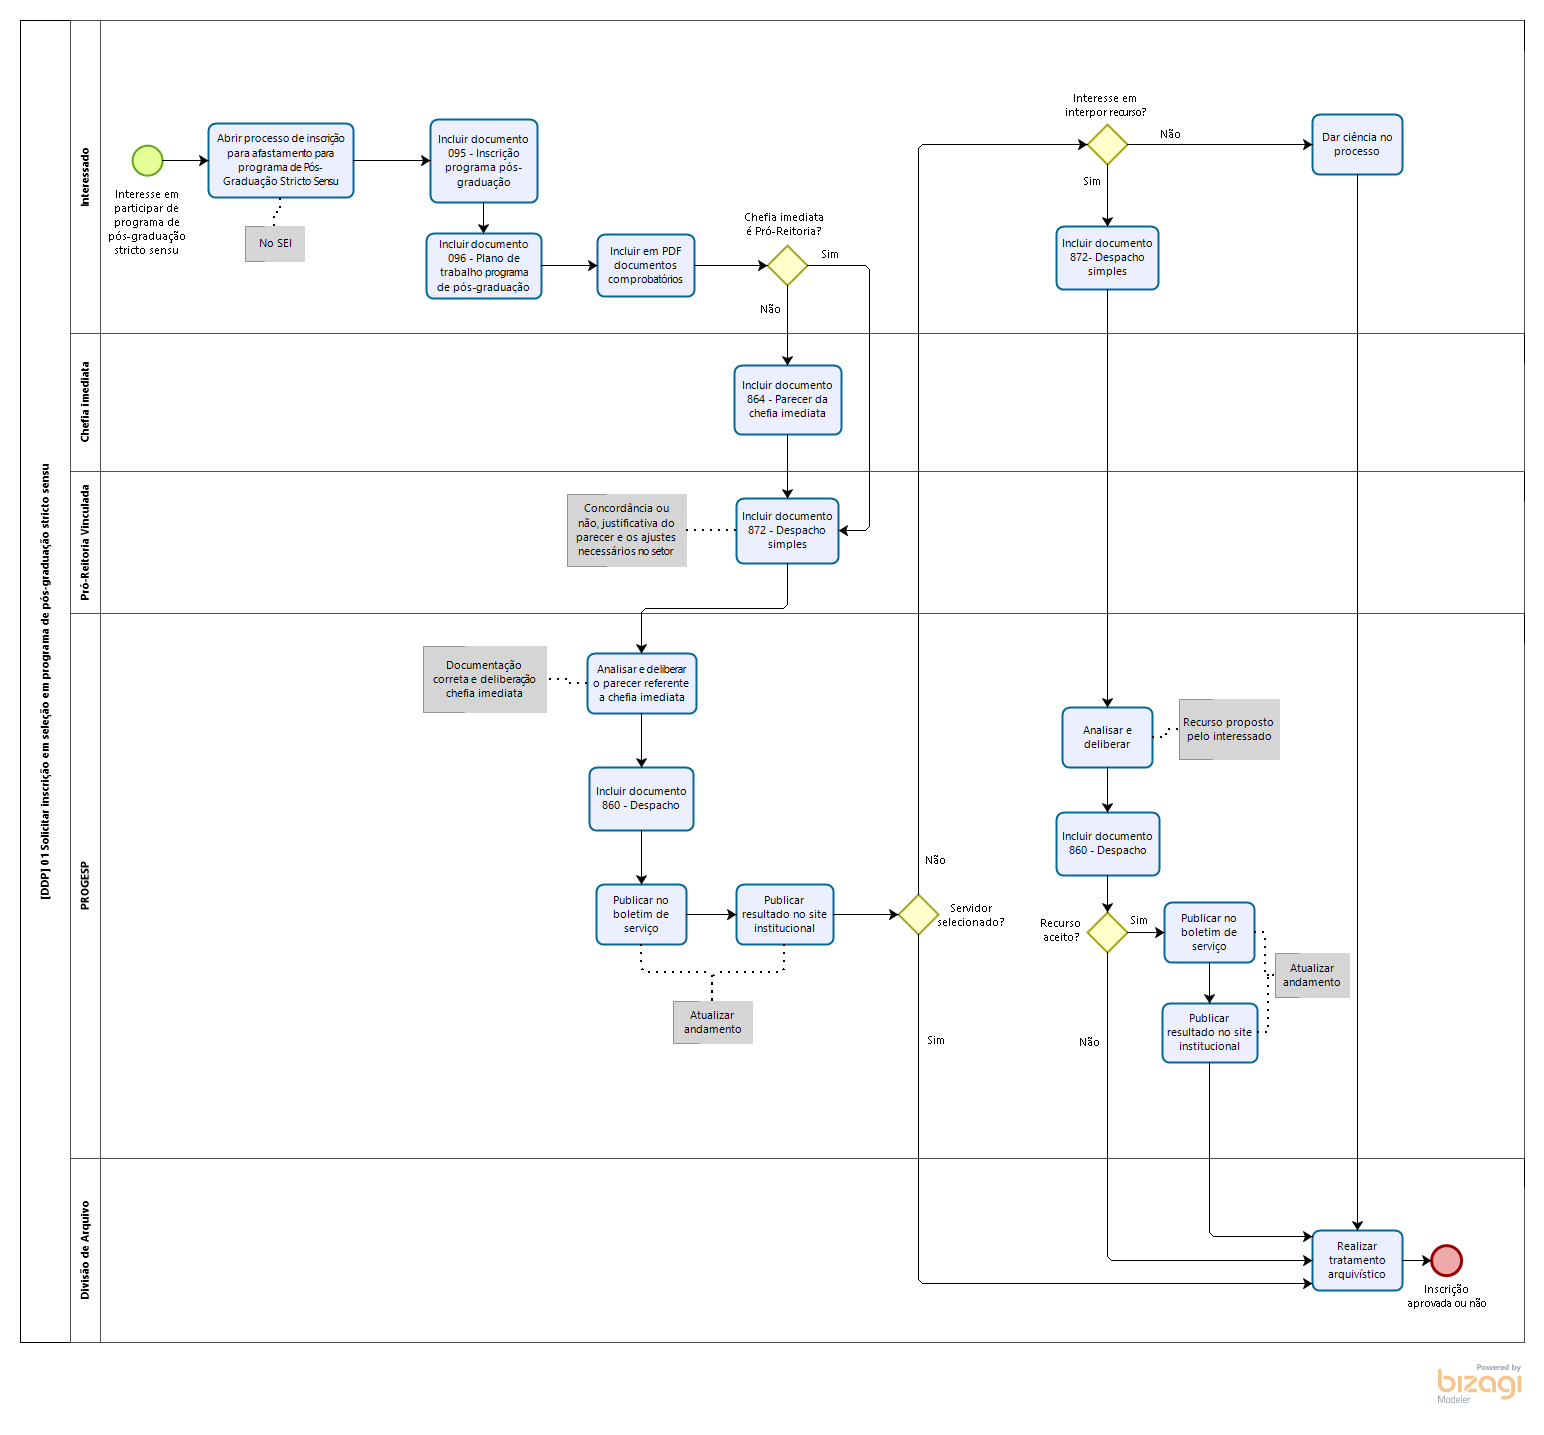 [DDP] 01 Solicitar inscrição em seleção em programa de pós-graduação stricto sensu
Interessado
Interesse em
participar de
programa de
pós-graduação
stricto sensu
Abrir processo de inscrição
para afastamento para
programa de Pós-
Graduação Stricto Sensu
No SEI
Incluir documento
095 - Inscrição
programa pós-
graduação
Incluir documento
096 - Plano de
trabalho programa
de pós-graduação
Incluir em PDF
documentos
comprobatórios
Chefia imediata
é Pró-Reitoria?
Sim
Não
Interesse em
interpor recurso?
Não
Sim
Incluir documento
872- Despacho
simples
Dar ciência no
processo
Chefia imediata
Incluir documento
864 - Parecer da
chefia imediata
Pró-Reitoria Vinculada
Concordância ou
não, justificativa do
parecer e os ajustes
necessários no setor
Incluir documento
872 - Despacho
simples
PROGESP
Documentação
correta e deliberação
chefia imediata
Analisar e deliberar
o parecer referente
a chefia imediata
Incluir documento
860 - Despacho
Publicar no
boletim de
serviço
Publicar
resultado no site
institucional
Atualizar
andamento
Não
Servidor
selecionado?
Sim
Analisar e
deliberar
Recurso proposto
pelo interessado
Incluir documento
860 - Despacho
Recurso
aceito?
Sim
Não
Publicar no
boletim de
serviço
Publicar
resultado no site
institucional
Atualizar
andamento
Divisão de Arquivo
Realizar
tratamento
arquivístico
Inscrição
aprovada ou não
Powered by
bizagi
Modeler